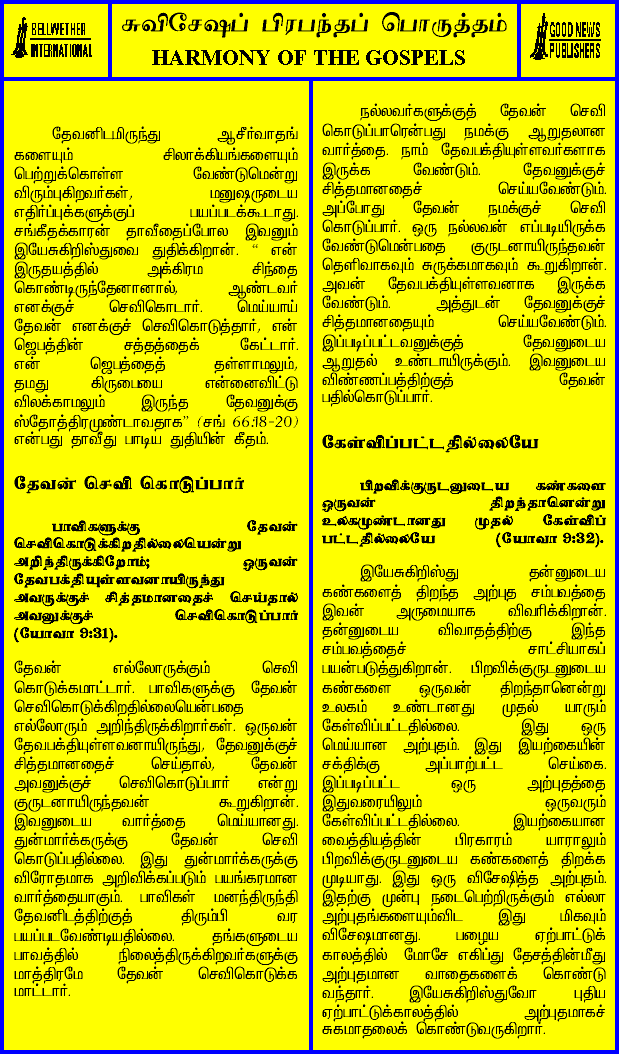 BELLWETHER
INTERNATIONAL
சுவிசேஷப் பிரபந்தப் பொருத்தம்
HARMONY OF THE GOSPELS
GOOD NEWS
PUBLISHERS
தேவனிடமிருந்து ஆசீர்வாதங்
களையும் சிலாக்கியங்களையும்
பெற்றுக்கொள்ள வேண்டுமென்று
விரும்புகிறவர்கள், மனுஷருடைய
எதிர்ப்புக்களுக்குப் பயப்படக்கூடாது.
சங்கீதக்காரன் தாவீதைப்போல இவனும்
இயேசுகிறிஸ்துவை துதிக்கிறான். “ என்
இருதயத்தில் அக்கிரம சிந்தை
கொண்டிருந்தேனானால், ஆண்டவர்
எனக்குச் செவிகொடார். மெய்யாய்
தேவன் எனக்குச் செவிகொடுத்தார், என்
ஜெபத்தின் சத்தத்தைக் கேட்டார்.
என் ஜெபத்தைத் தள்ளாமலும்,
தமது கிருபையை என்னைவிட்டு
விலக்காமலும் இருந்த தேவனுக்கு
ஸ்தோத்திரமுண்டாவதாக” (சங் 66:18-20)
என்பது தாவீது பாடிய துதியின் கீதம்.
தேவன் செவி கொடுப்பார்
பாவிகளுக்கு தேவன்
செவிகொடுக்கிறதில்லையென்று
அறிந்திருக்கிறோம்; ஒருவன்
தேவபக்தியுள்ளவனாயிருந்து
அவருக்குச் சித்தமானதைச் செய்தால்
அவனுக்குச் செவிகொடுப்பார்
(யோவா 9:31).
தேவன் எல்லோருக்கும் செவி
கொடுக்கமாட்டார். பாவிகளுக்கு தேவன்
செவிகொடுக்கிறதில்லையென்பதை
எல்லோரும் அறிந்திருக்கிறார்கள். ஒருவன்
தேவபக்தியுள்ளவனாயிருந்து, தேவனுக்குச்
சித்தமானதைச் செய்தால், தேவன்
அவனுக்குச் செவிகொடுப்பார் என்று
குருடனாயிருந்தவன் கூறுகிறான்.
இவனுடைய வார்த்தை மெய்யானது.
துன்மார்க்கருக்கு தேவன் செவி
கொடுப்பதில்லை. இது துன்மார்க்கருக்கு
விரோதமாக அறிவிக்கப்படும் பயங்கரமான
வார்த்தையாகும். பாவிகள் மனந்திருந்தி
தேவனிடத்திற்குத் திரும்பி வர
பயப்படவேண்டியதில்லை. தங்களுடைய
பாவத்தில் நிலைத்திருக்கிறவர்களுக்கு
மாத்திரமே தேவன் செவிகொடுக்க
மாட்டார்.
நல்லவர்களுக்குத் தேவன் செவி
கொடுப்பாரென்பது நமக்கு ஆறுதலான
வார்த்தை. நாம் தேவபக்தியுள்ளவர்களாக
இருக்க வேண்டும். தேவனுக்குச்
சித்தமானதைச் செய்யவேண்டும்.
அப்போது தேவன் நமக்குச் செவி
கொடுப்பார். ஒரு நல்லவன் எப்படியிருக்க
வேண்டுமென்பதை குருடனாயிருந்தவன்
தெளிவாகவும் சுருக்கமாகவும் கூறுகிறான்.
அவன் தேவபக்தியுள்ளவனாக இருக்க
வேண்டும். அத்துடன் தேவனுக்குச்
சித்தமானதையும் செய்யவேண்டும்.
இப்படிப்பட்டவனுக்குத் தேவனுடைய
ஆறுதல் உண்டாயிருக்கும். இவனுடைய
விண்ணப்பத்திற்குத் தேவன்
பதில்கொடுப்பார்.
கேள்விப்பட்டதில்லையே
பிறவிக்குருடனுடைய கண்களை
ஒருவன் திறந்தானென்று
உலகமுண்டானது முதல் கேள்விப்
பட்டதில்லையே (யோவா 9:32).
இயேசுகிறிஸ்து தன்னுடைய
கண்களைத் திறந்த அற்புத சம்பவத்தை
இவன் அருமையாக விவரிக்கிறான்.
தன்னுடைய விவாதத்திற்கு இந்த
சம்பவத்தைச் சாட்சியாகப்
பயன்படுத்துகிறான். பிறவிக்குருடனுடைய
கண்களை ஒருவன் திறந்தானென்று
உலகம் உண்டானது முதல் யாரும்
கேள்விப்பட்டதில்லை. இது ஒரு
மெய்யான அற்புதம். இது இயற்கையின்
சக்திக்கு அப்பாற்பட்ட செய்கை.
இப்படிப்பட்ட ஒரு அற்புதத்தை
இதுவரையிலும் ஒருவரும்
கேள்விப்பட்டதில்லை. இயற்கையான
வைத்தியத்தின் பிரகாரம் யாராலும்
பிறவிக்குருடனுடைய கண்களைத் திறக்க
முடியாது. இது ஒரு விசேஷித்த அற்புதம்.
இதற்கு முன்பு நடைபெற்றிருக்கும் எல்லா
அற்புதங்களையும்விட இது மிகவும்
விசேஷமானது. பழைய ஏற்பாட்டுக்
காலத்தில் மோசே எகிப்து தேசத்தின்மீது
அற்புதமான வாதைகளைக் கொண்டு
வந்தார். இயேசுகிறிஸ்துவோ புதிய
ஏற்பாட்டுக்காலத்தில் அற்புதமாகச்
சுகமாதலைக் கொண்டுவருகிறார்.